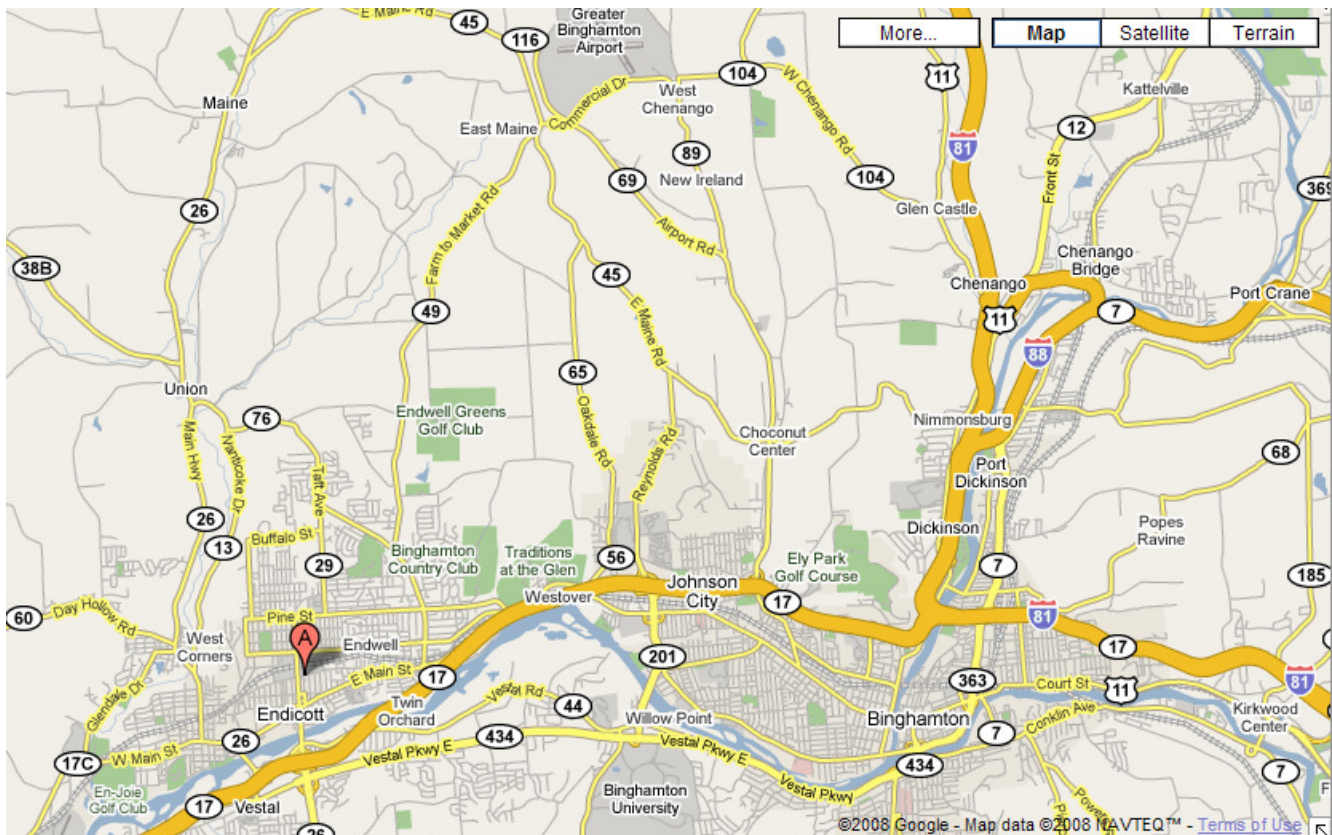 E Maine Rd
45
116
Greater
Binghamton
Airport
More...
Map
Satellite
Terrain
11
Kattelville
Maine
Commercial Dr
104
West
Chenango
W Chenango Rd
East Maine
12
81
89
69
New Ireland
104
Front St
369
26
Farm to Market Rd
Airport Rd
Glen Castle
38B
45
Chenango
Bridge
Chenango
Port Crane
49
E Maine Rd
11
7
88
Union
65
76
Endwell Greens
Golf Club
Oakdale Rd
Nimmonsburg
Main Hwy
Nanticoke Dr
Taft Ave
Reynolds Rd
Choconut
Center
68
Port
Dickinson
26
13
Buffalo St
Dickinson
Popes
Ravine
29
Binghamton
Country Club
Traditions
at the Glen
56
Ely Park
Golf Course
7
185
Johnson
City
17
60
Day Hollow Rd
Pine St
Westover
81
A
West
Corners
Endwell
17
201
E Main St
17
363
Court St
11
81
Glendale Dr
Twin
Orchard
Vestal Rd
44
Willow Point
Binghamton
Conklin Ave
Kirkwood
Center
Endicott
26
7
17C
W Main St
434
Vestal Pkwy E
Vestal Pkwy E
434
7
En-Joie
Golf Club
17
Vestal
Binghamton
University
Vestal Pkwy
Powe
26
©2008 Google - Map data ©2008 NAVTEQ™ - Terms of Use